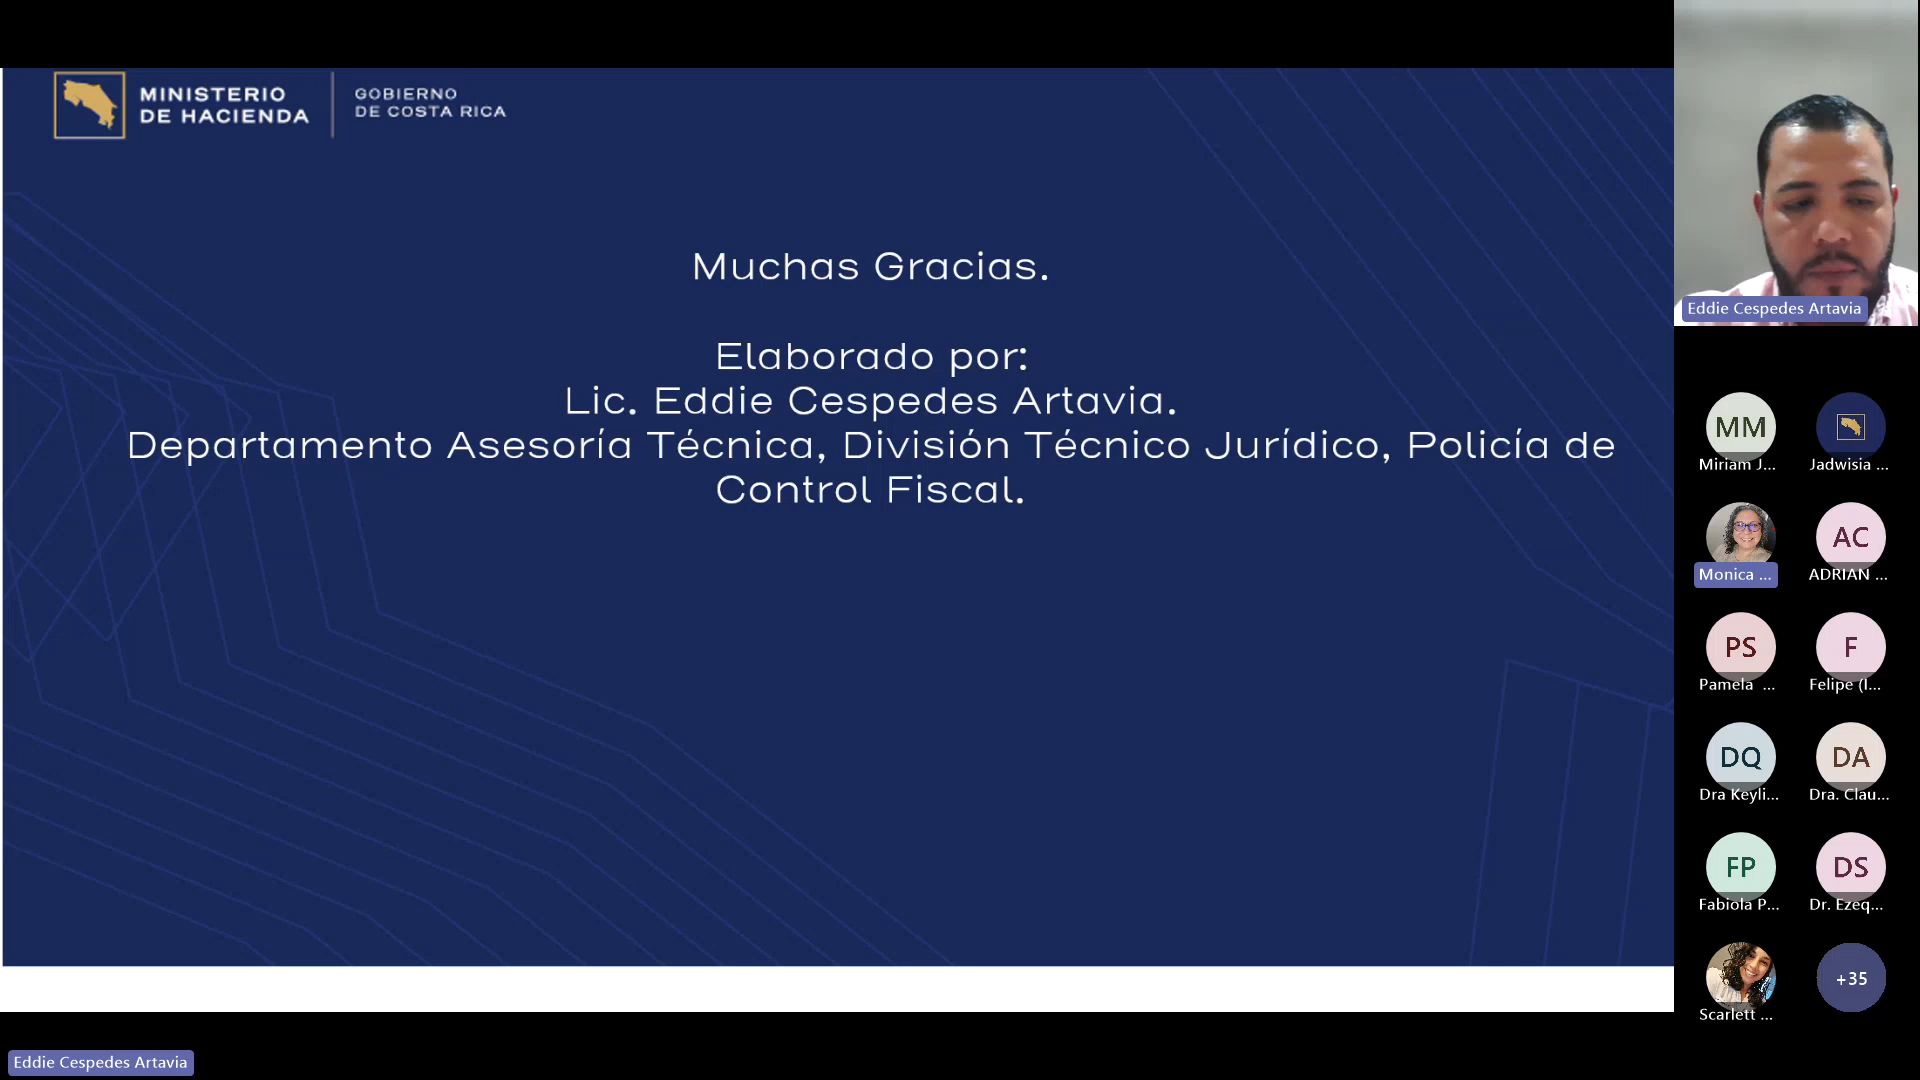 MINISTERIO
DE HACIENDA
GOBIERNO
DE COSTA RICA
Muchas Gracias.
Elaborado por:
Lic. Eddie Cespedes Artavia.
Departamento Asesoría Técnica, División Técnico Jurídico, Policía de
Control Fiscal.
Eddie Cespedes Artavia
MM
Miriam J...
Jadwisia ...
Monica ...
AC
ADRIAN ...
PS
Pamela ...
F
Felipe (I...
DQ
Dra Keyli...
DA
Dra. Clau...
FP
Fabiola P...
DS
Dr. Ezeq...
Scarlett ...
+35
Eddie Cespedes Artavia